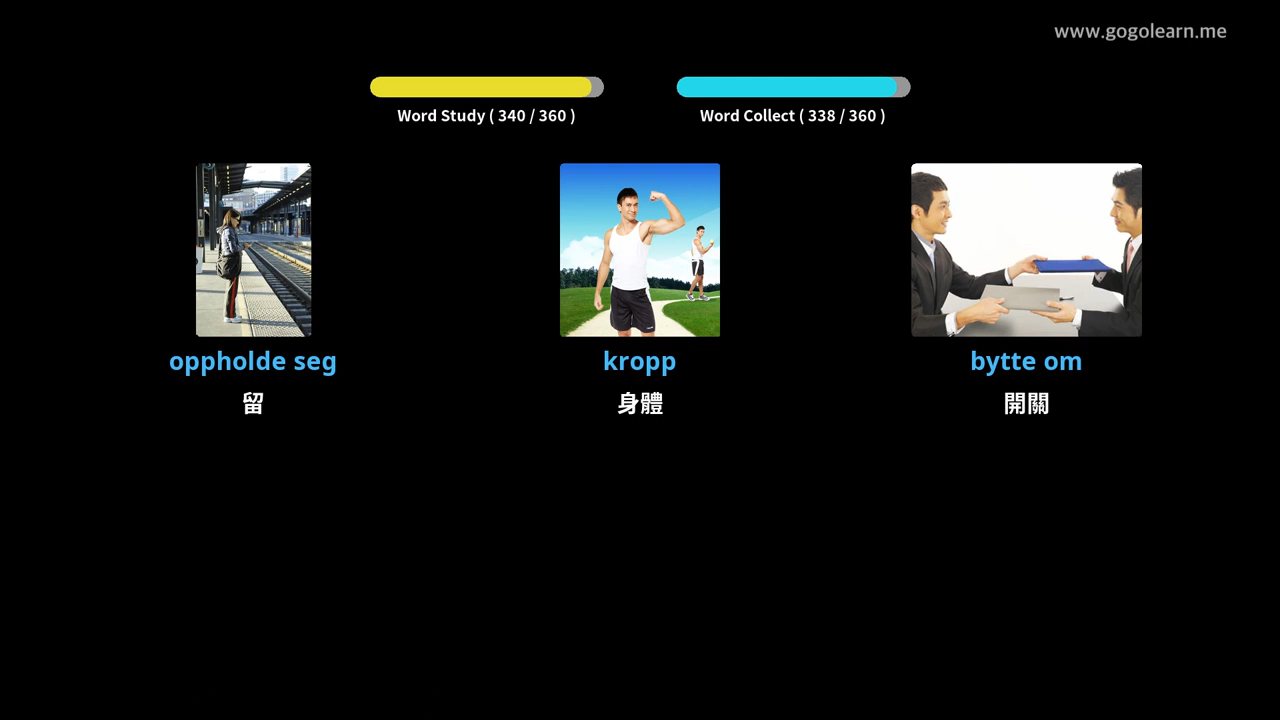 www.gogolearn.me
Word Study ( 340 / 360 )
Word Collect ( 338 / 360 )
oppholde seg
kropp
bytte om
留
身體
開關